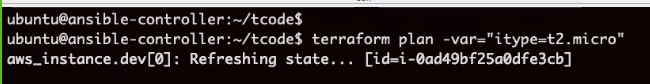 ubuntu@ansible-controller:~/tcode$
ubuntu@ansible-controller:~/tcode$ terraform plan -var="itype=t2.micro"
aws_instance.dev[0]: Refreshing state... [id=i-0ad49bf25a0dfe3cb]